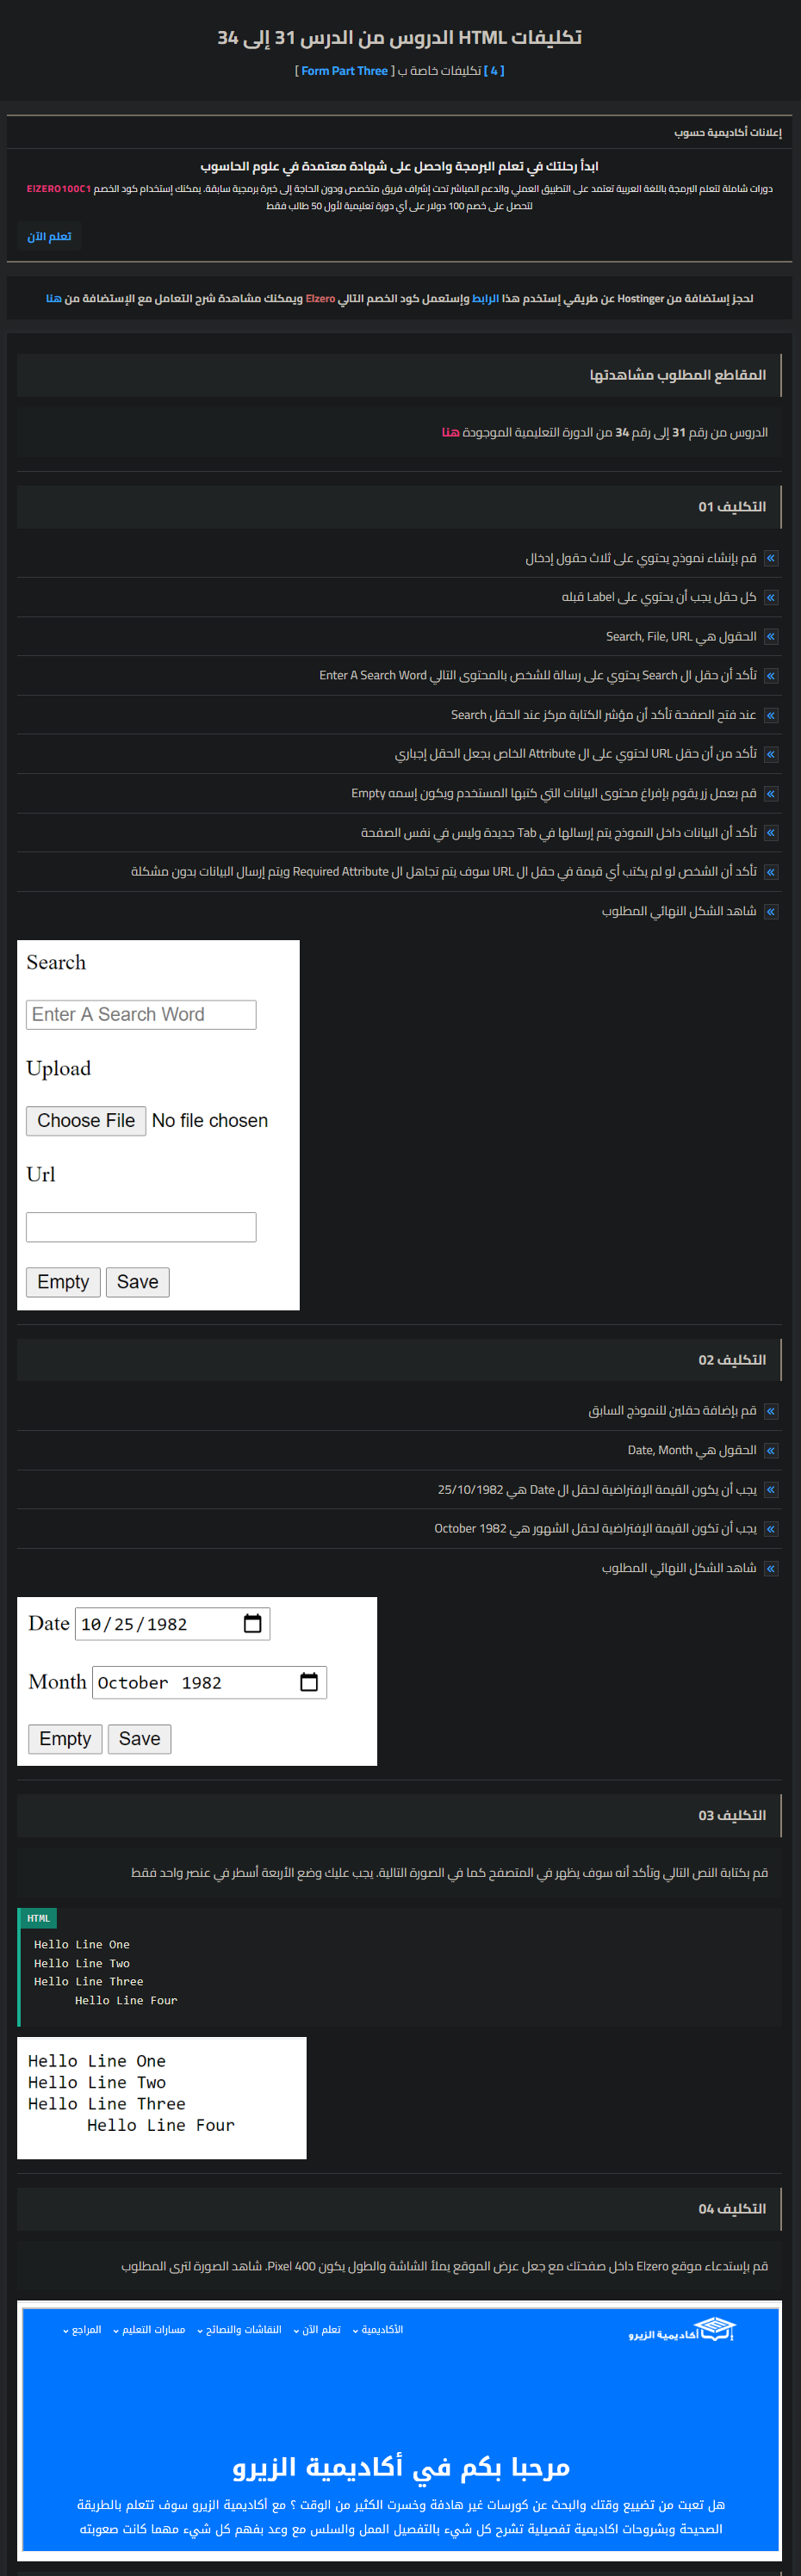 تكليفات HTML الدروس من الدرس 31 إلى 34
[ 4 ] تكليفات خاصة ب [ Form Part Three ]
إعلانات أكاديمية حسوب
ابدأ رحلتك في تعلم البرمجة واحصل على شهادة معتمدة في علوم الحاسوب
دورات شاملة لتعلم البرمجة باللغة العربية تعتمد على التطبيق العملي والدعم المباشر تحت إشراف فريق متخصص ودون الحاجة إلى خبرة برمجية سابقة. يمكنك إستخدام كود الخصم ElZERO100C1
لتحصل على خصم 100 دولار على أي دورة تعليمية لأول 50 طالب فقط
تعلم الآن
لحجز إستضافة من Hostinger عن طريقي إستخدم هذا الرابط وإستعمل كود الخصم التالي Elzero ويمكنك مشاهدة شرح التعامل مع الإستضافة من هنا
المقاطع المطلوب مشاهدتها
الدروس من رقم 31 إلى رقم 34 من الدورة التعليمية الموجودة هنا
التكليف 01
قم بإنشاء نموذج يحتوي على ثلاث حقول إدخال
كل حقل يجب أن يحتوي على Label قبله
الحقول هي Search, File, URL
تأكد أن حقل ال Search يحتوي على رسالة للشخص بالمحتوى التالي Enter A Search Word
عند فتح الصفحة تأكد أن مؤشر الكتابة مركز عند الحقل Search
تأكد من أن حقل URL لحتوي على ال Attribute الخاص بجعل الحقل إجباري
قم بعمل زر يقوم بإفراغ محتوى البيانات التي كتبها المستخدم ويكون إسمه Empty
تأكد أن البيانات داخل النموذج يتم إرسالها في Tab جديدة وليس في نفس الصفحة
تأكد أن الشخص لو لم يكتب أي قيمة في حقل ال URL سوف يتم تجاهل ال Required Attribute ويتم إرسال البيانات بدون مشكلة
شاهد الشكل النهائي المطلوب
Search
Enter A Search Word
Upload
Choose File No file chosen
Url
Empty Save
التكليف 02
قم بإضافة حقلين للنموذج السابق
الحقول هي Date, Month
يجب أن يكون القيمة الإفتراضية لحقل ال Date هي 25/10/1982
يجب أن تكون القيمة الإفتراضية لحقل الشهور هي October 1982
شاهد الشكل النهائي المطلوب
Date 10/25/1982
Month October 1982
Empty Save
التكليف 03
قم بكتابة النص التالي وتأكد أنه سوف يظهر في المتصفح كما في الصورة التالية. يجب عليك وضع الأربعة أسطر في عنصر واحد فقط
HTML
Hello Line One
Hello Line Two
Hello Line Three
Hello Line Four
Hello Line One
Hello Line Two
Hello Line Three
Hello Line Four
التكليف 04
قم بإستدعاء موقع Elzero داخل صفحتك مع جعل عرض الموقع يملأ الشاشة والطول يكون 400 Pixel. شاهد الصورة لترى المطلوب
أكاديمية الزيرو الأكاديمية تعلم الآن النقاشات والنصائح مسارات التعليم المراجع
مرحبا بكم في أكاديمية الزيرو
هل تعبت من تضييع وقتك والبحث عن كورسات غير هادفة وخسرت الكثير من الوقت ؟ مع أكاديمية الزيرو سوف تتعلم بالطريقة
الصحيحة وبشروحات اكاديمية تفصيلية تشرح كل شيء بالتفصيل الممل والسلس مع وعد بفهم كل شيء مهما كانت صعوبته